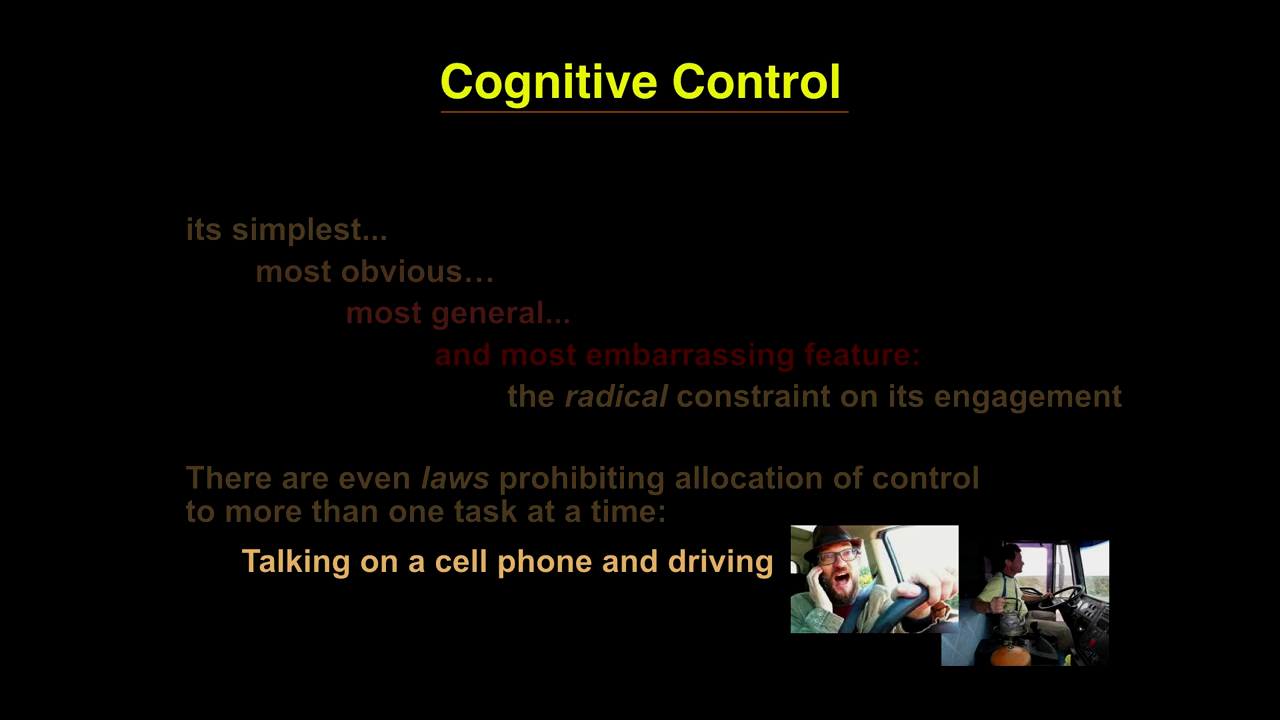 Cognitive Control
its simplest...
most obvious…
most general...
and most embarrassing feature:
the radical constraint on its engagement
There are even laws prohibiting allocation of control
to more than one task at a time:
Talking on a cell phone and driving